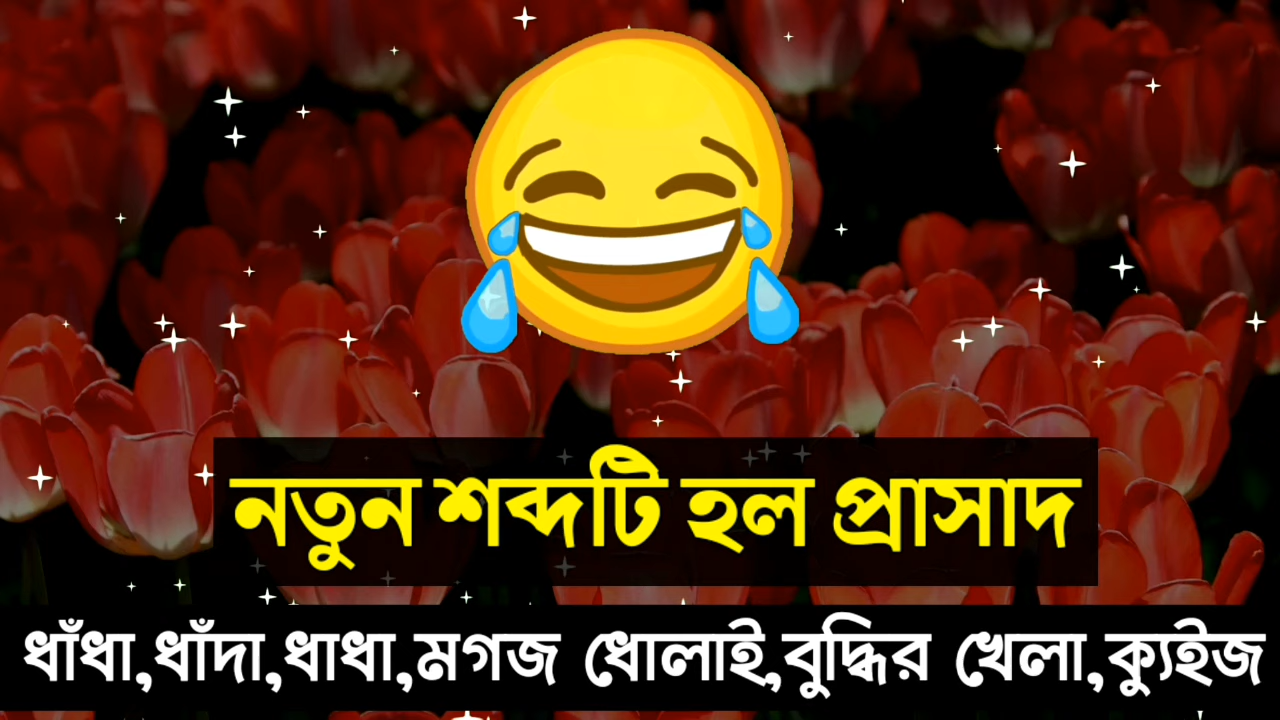 নতুন শব্দটি হল প্রাসাদ
ধাঁধা,ধাঁদা,ধাধা,মগজ ধোলাই,বুদ্ধির খেলা,ক্যুইজ